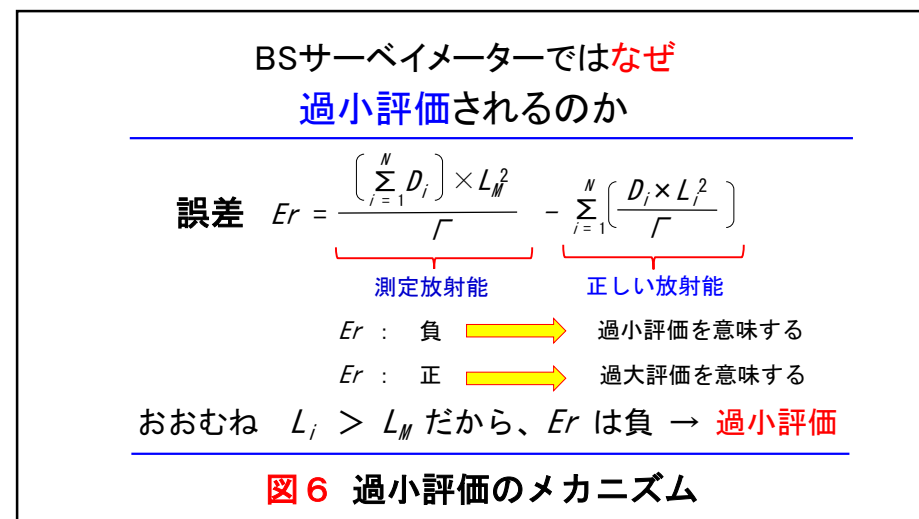 BSサーベイメーターではなぜ
過小評価されるのか
誤差 Er = ((Σ_{i = 1}^{N} D_i) × L_M^2) / Γ - Σ_{i = 1}^{N} ((D_i × L_i^2) / Γ)
測定放射能 正しい放射能
Er : 負 過小評価を意味する
Er : 正 過大評価を意味する
おおむね L_i > L_M だから、Er は負 → 過小評価
図6 過小評価のメカニズム